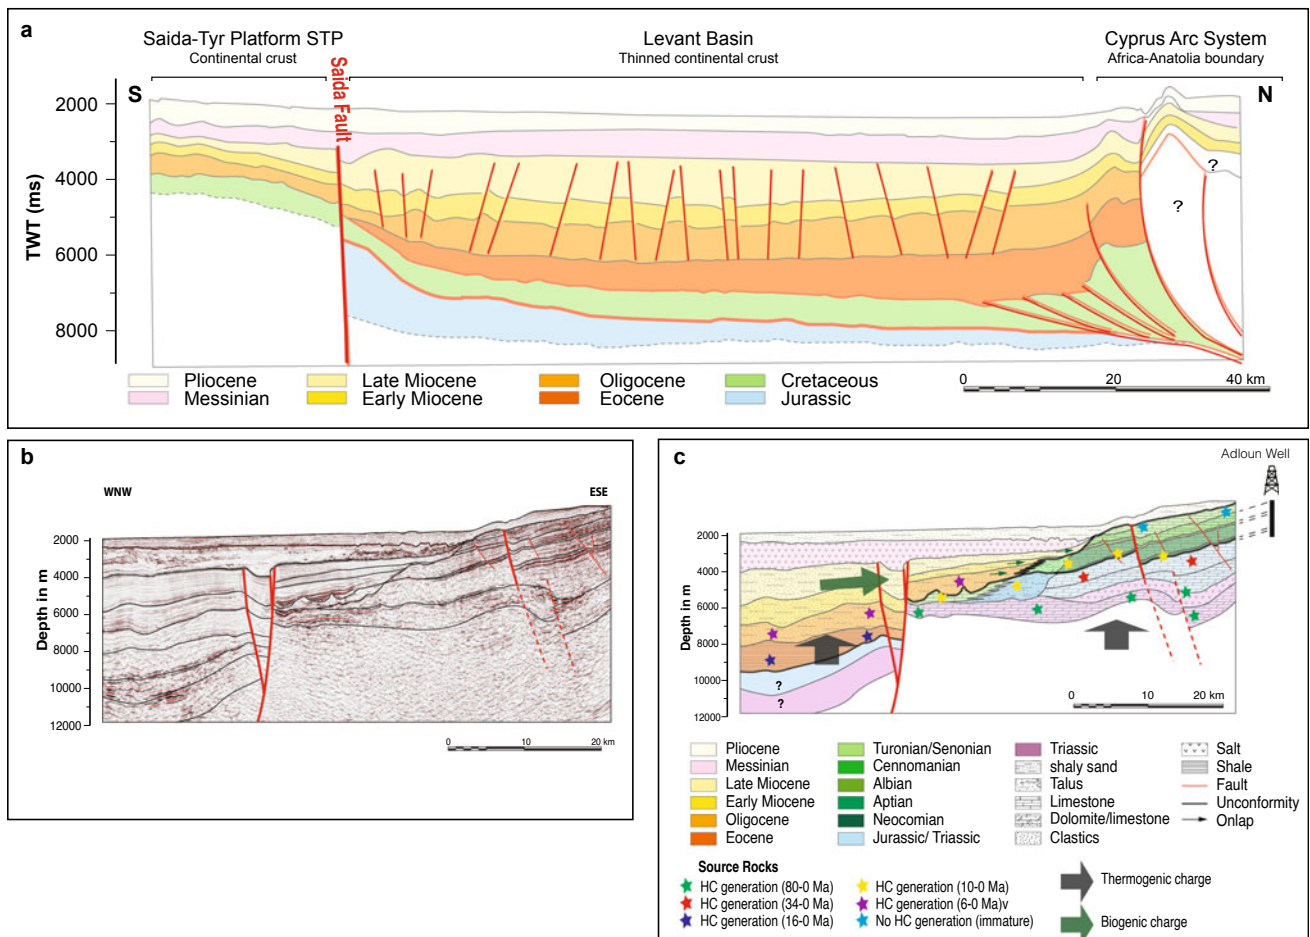 a
Saida-Tyr Platform STP
Continental crust
Levant Basin
Thinned continental crust
Cyprus Arc System
Africa-Anatolia boundary
S
Saida Fault
N
TWT (ms)
2000
4000
6000
8000
?
?
Pliocene
Messinian
Late Miocene
Early Miocene
Oligocene
Eocene
Cretaceous
Jurassic
0 20 40 km
b
WNW
ESE
Depth in m
2000
4000
6000
8000
10000
12000
0 10 20 km
c
Adloun Well
Depth in m
2000
4000
6000
8000
10000
12000
?
?
0 10 20 km
Pliocene
Messinian
Late Miocene
Early Miocene
Oligocene
Eocene
Turonian/Senonian
Cennomanian
Albian
Aptian
Neocomian
Jurassic/ Triassic
Triassic
shaly sand
Talus
Limestone
Dolomite/limestone
Clastics
Salt
Shale
Fault
Unconformity
Onlap
Source Rocks
HC generation (80-0 Ma)
HC generation (34-0 Ma)
HC generation (16-0 Ma)
HC generation (10-0 Ma)
HC generation (6-0 Ma)v
No HC generation (immature)
Thermogenic charge
Biogenic charge